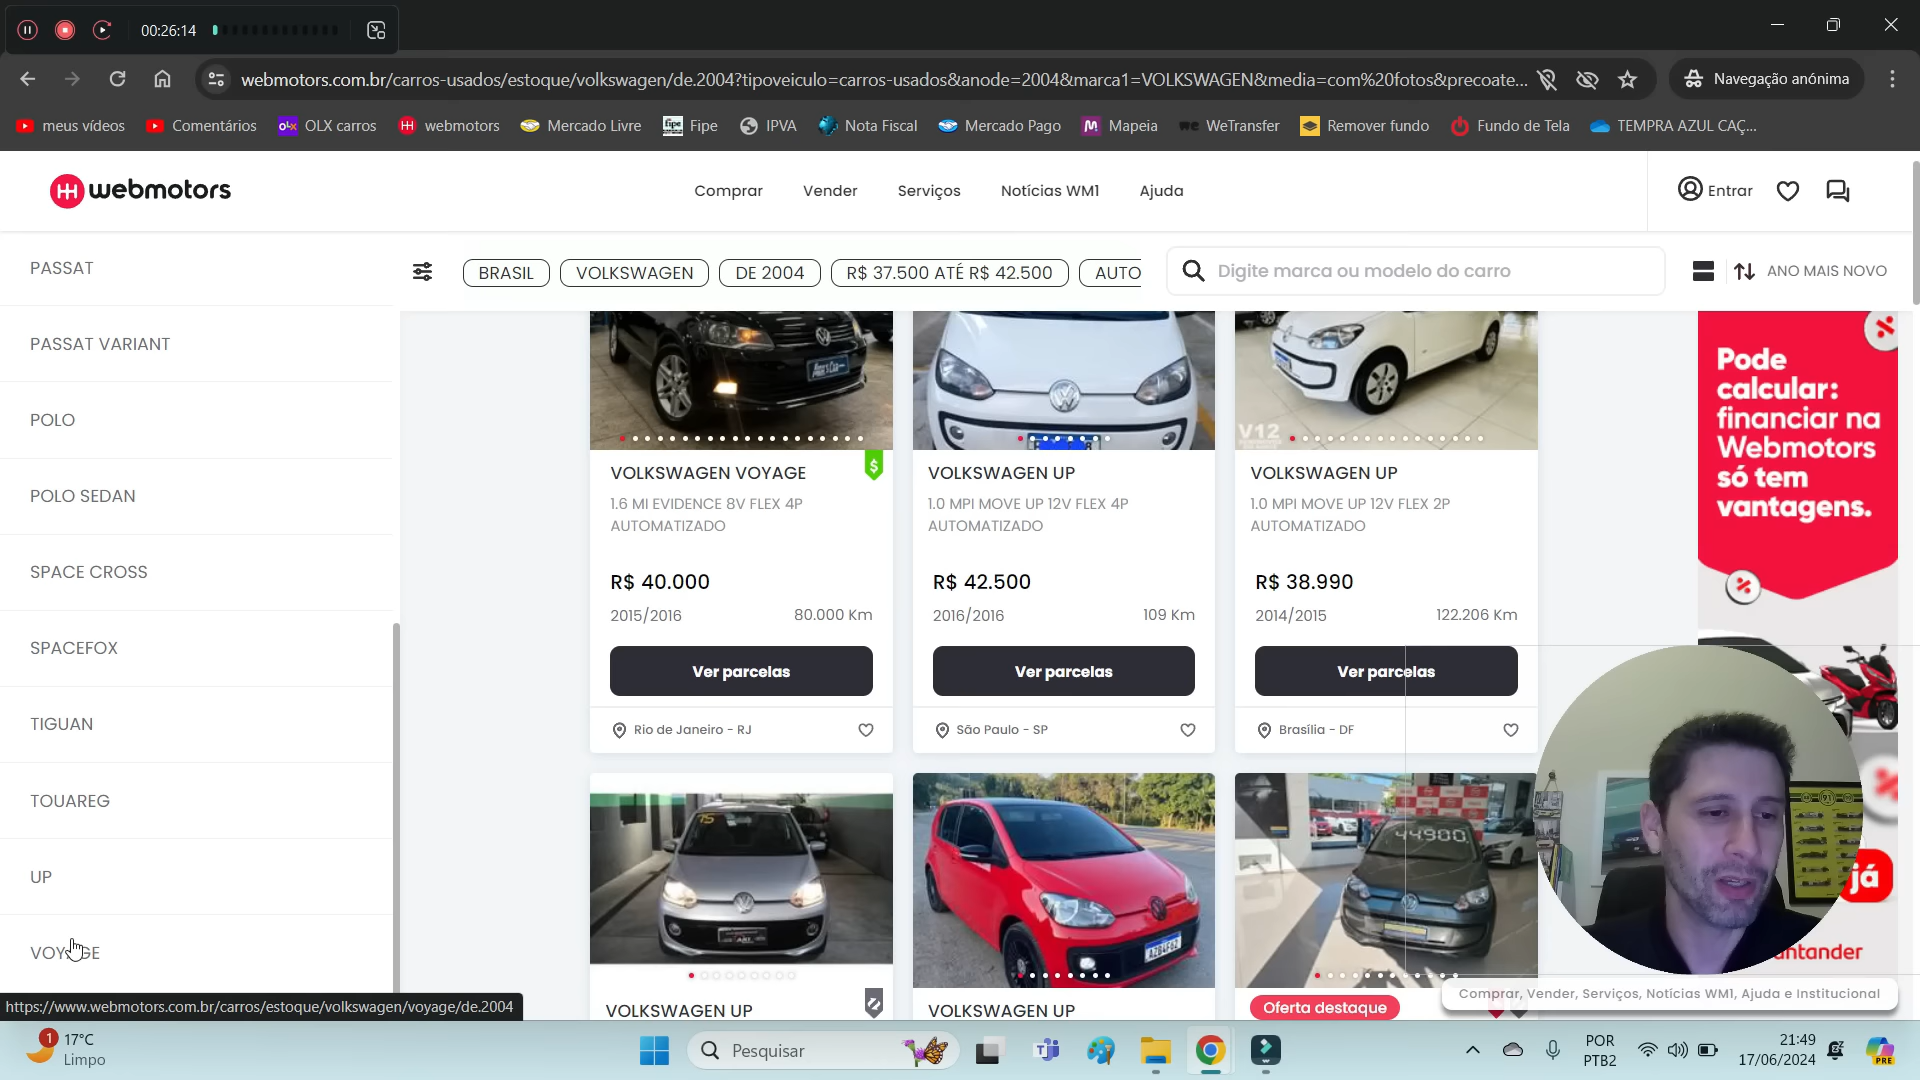 00:26:14
webmotors.com.br/carros-usados/estoque/volkswagen/de.2004?tipoveiculo=carros-usados&anode=2004&marca1=VOLKSWAGEN&media=com%20fotos&precoate...
Navegação anónima
meus vídeos
Comentários
OLX carros
webmotors
Mercado Livre
Fipe
IPVA
Nota Fiscal
Mercado Pago
Mapeia
WeTransfer
Remover fundo
Fundo de Tela
TEMPRA AZUL CAÇ...
webmotors
Comprar
Vender
Serviços
Notícias WM1
Ajuda
Entrar
PASSAT
PASSAT VARIANT
POLO
POLO SEDAN
SPACE CROSS
SPACEFOX
TIGUAN
TOUAREG
UP
VOYAGE
https://www.webmotors.com.br/carros/estoque/volkswagen/voyage/de.2004
BRASIL
VOLKSWAGEN
DE 2004
R$ 37.500 ATÉ R$ 42.500
AUTO
Digite marca ou modelo do carro
ANO MAIS NOVO
VOLKSWAGEN VOYAGE
1.6 MI EVIDENCE 8V FLEX 4P
AUTOMATIZADO
R$ 40.000
2015/2016
80.000 Km
Ver parcelas
Rio de Janeiro - RJ
VOLKSWAGEN UP
1.0 MPI MOVE UP 12V FLEX 4P
AUTOMATIZADO
R$ 42.500
2016/2016
109 Km
Ver parcelas
São Paulo - SP
V12
VOLKSWAGEN UP
1.0 MPI MOVE UP 12V FLEX 2P
AUTOMATIZADO
R$ 38.990
2014/2015
122.206 Km
Ver parcelas
Brasília - DF
15
VOLKSWAGEN UP
VOLKSWAGEN UP
44900
Oferta destaque
Pode
calcular:
financiar na
Webmotors
só tem
vantagens.
já
antander
Comprar, Vender, Serviços, Notícias WM1, Ajuda e Institucional
1
17°C
Limpo
Pesquisar
POR
PTB2
21:49
17/06/2024
PRE